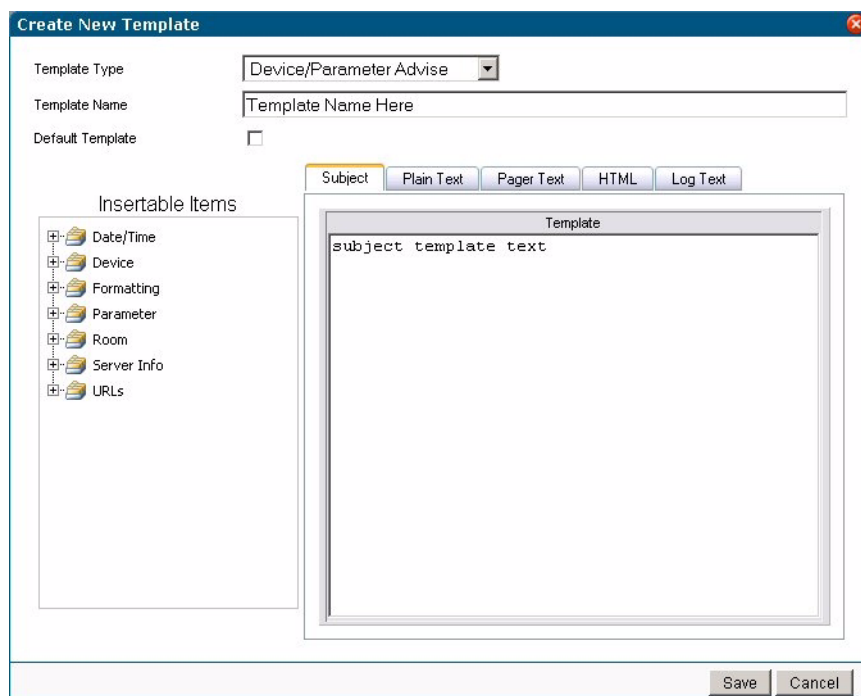 Create New Template
Template Type
Device/Parameter Advise
Template Name
Template Name Here
Default Template
Subject
Plain Text
Pager Text
HTML
Log Text
Insertable Items
Date/Time
Device
Formatting
Parameter
Room
Server Info
URLs
Template
subject template text
Save
Cancel